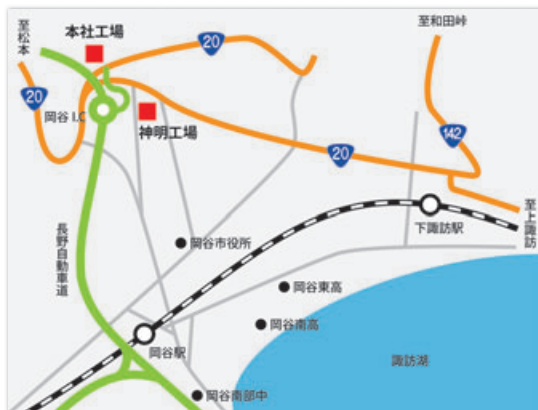 至松本
本社工場
20
至和田峠
20
岡谷 I.C
神明工場
142
20
長野自動車道
岡谷市役所
下諏訪駅
至上諏訪
岡谷東高
岡谷南高
岡谷駅
諏訪湖
岡谷南部中